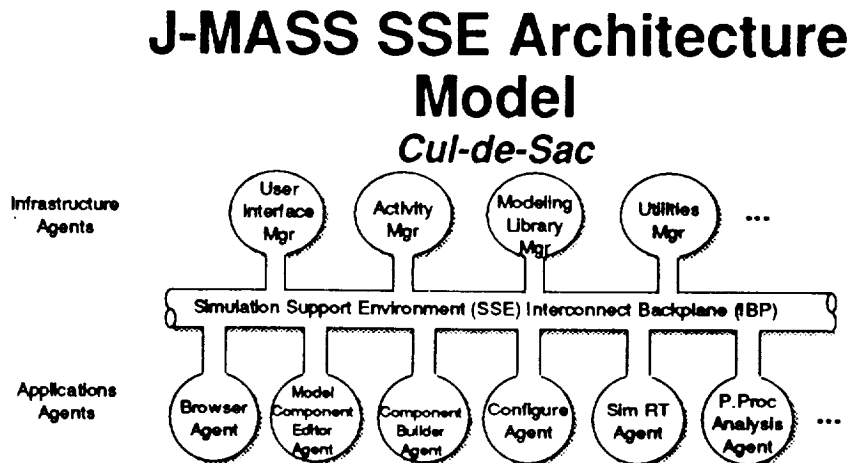 J-MASS SSE Architecture
Model
Cul-de-Sac
Infrastructure
Agents
User
Interface
Mgr
Activity
Mgr
Modeling
Library
Mgr
Utilities
Mgr
...
Simulation Support Environment (SSE) Interconnect Backplane (IBP)
Applications
Agents
Browser
Agent
Model
Component
Editor
Agent
Component
Builder
Agent
Configure
Agent
Sim RT
Agent
P.Proc
Analysis
Agent
...